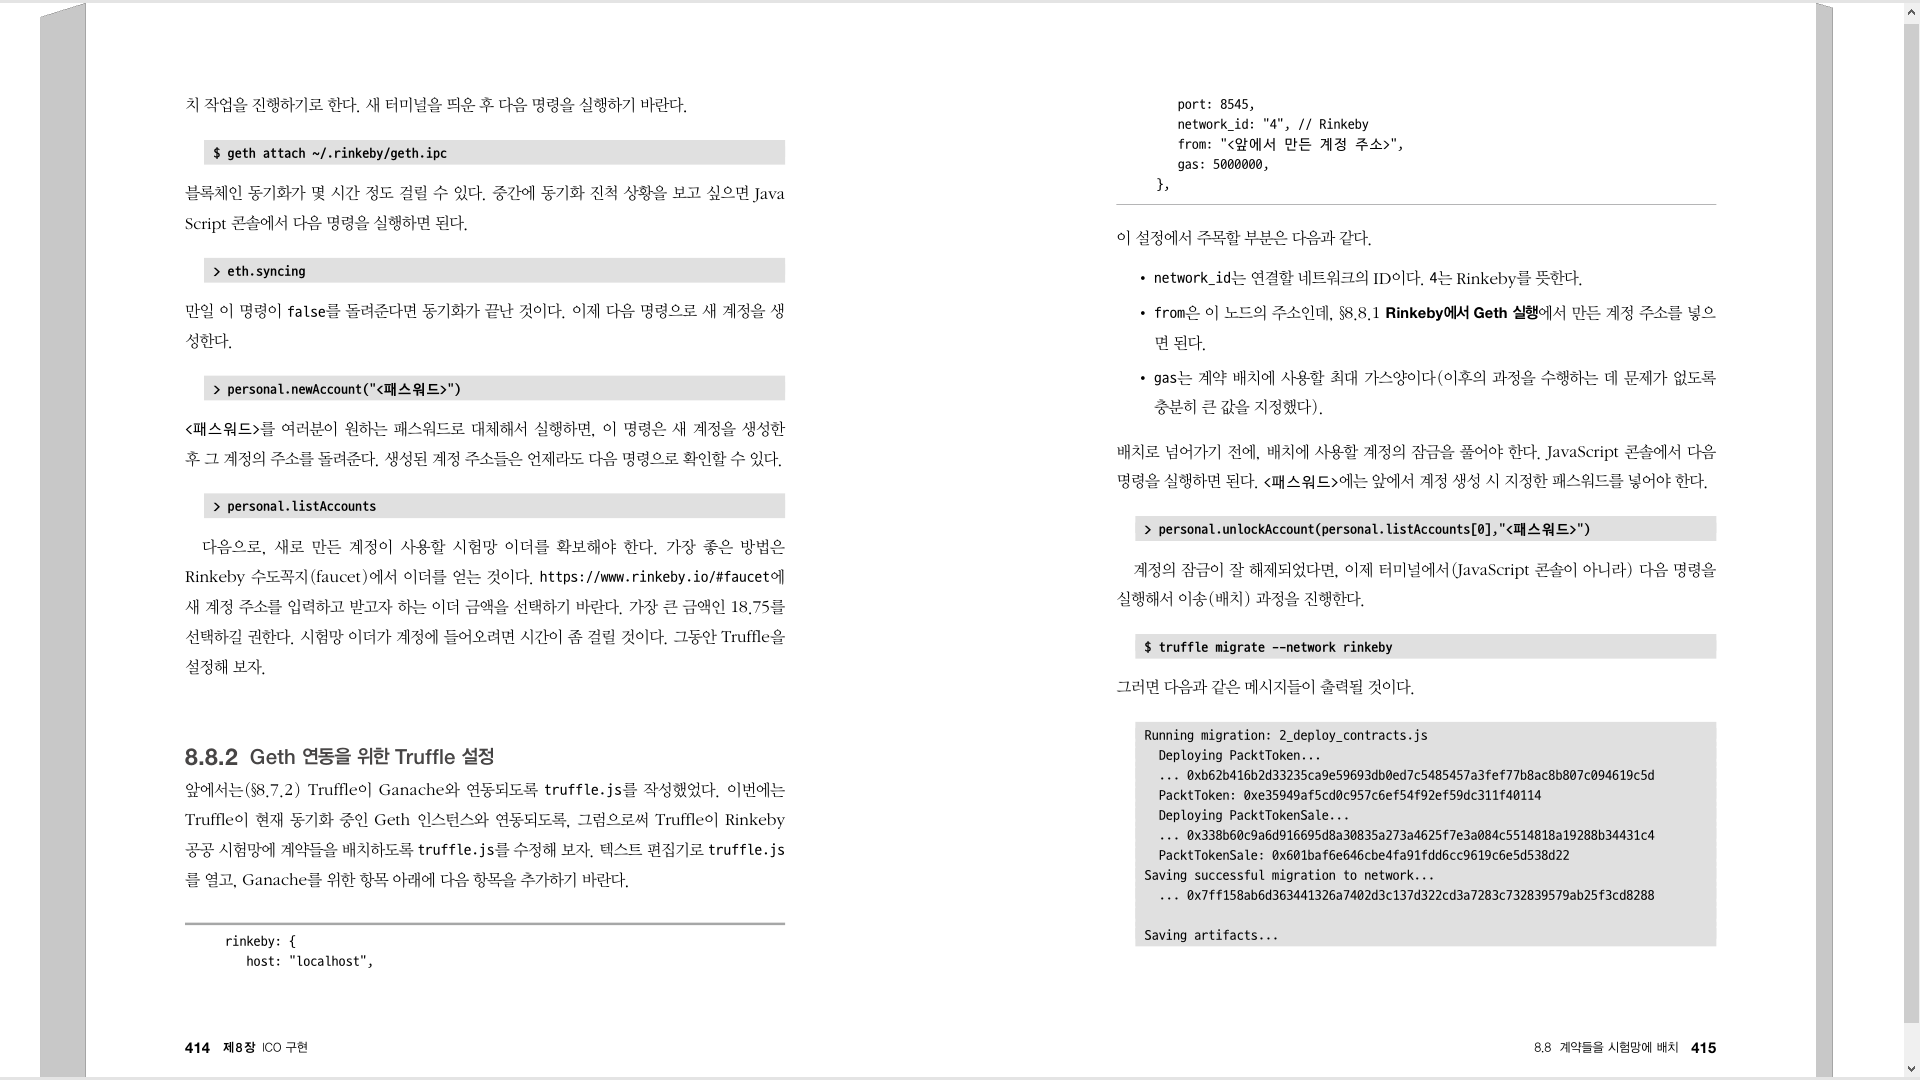 치 작업을 진행하기로 한다. 새 터미널을 띄운 후 다음 명령을 실행하기 바란다.
$ geth attach ~/.rinkeby/geth.ipc
블록체인 동기화가 몇 시간 정도 걸릴 수 있다. 중간에 동기화 진척 상황을 보고 싶으면 Java
Script 콘솔에서 다음 명령을 실행하면 된다.
> eth.syncing
만일 이 명령이 false를 돌려준다면 동기화가 끝난 것이다. 이제 다음 명령으로 새 계정을 생
성한다.
> personal.newAccount("<패스워드>")
<패스워드>를 여러분이 원하는 패스워드로 대체해서 실행하면, 이 명령은 새 계정을 생성한
후 그 계정의 주소를 돌려준다. 생성된 계정 주소들은 언제라도 다음 명령으로 확인할 수 있다.
> personal.listAccounts
다음으로, 새로 만든 계정이 사용할 시험망 이더를 확보해야 한다. 가장 좋은 방법은
Rinkeby 수도꼭지(faucet)에서 이더를 얻는 것이다. https://www.rinkeby.io/#faucet에
새 계정 주소를 입력하고 받고자 하는 이더 금액을 선택하기 바란다. 가장 큰 금액인 18.75를
선택하길 권한다. 시험망 이더가 계정에 들어오려면 시간이 좀 걸릴 것이다. 그동안 Truffle을
설정해 보자.
8.8.2 Geth 연동을 위한 Truffle 설정
앞에서는(§8.7.2) Truffle이 Ganache와 연동되도록 truffle.js를 작성했었다. 이번에는
Truffle이 현재 동기화 중인 Geth 인스턴스와 연동되도록, 그럼으로써 Truffle이 Rinkeby
공공 시험망에 계약들을 배치하도록 truffle.js를 수정해 보자. 텍스트 편집기로 truffle.js
를 열고, Ganache를 위한 항목 아래에 다음 항목을 추가하기 바란다.
rinkeby: {
host: "localhost",
414 제8장 ICO 구현
port: 8545,
network_id: "4", // Rinkeby
from: "<앞에서 만든 계정 주소>",
gas: 5000000,
},
이 설정에서 주목할 부분은 다음과 같다.
• network_id는 연결할 네트워크의 ID이다. 4는 Rinkeby를 뜻한다.
• from은 이 노드의 주소인데, §8.8.1 Rinkeby에서 Geth 실행에서 만든 계정 주소를 넣으
면 된다.
• gas는 계약 배치에 사용할 최대 가스양이다(이후의 과정을 수행하는 데 문제가 없도록
충분히 큰 값을 지정했다).
배치로 넘어가기 전에, 배치에 사용할 계정의 잠금을 풀어야 한다. JavaScript 콘솔에서 다음
명령을 실행하면 된다. <패스워드>에는 앞에서 계정 생성 시 지정한 패스워드를 넣어야 한다.
> personal.unlockAccount(personal.listAccounts[0],"<패스워드>")
계정의 잠금이 잘 해제되었다면, 이제 터미널에서(JavaScript 콘솔이 아니라) 다음 명령을
실행해서 이송(배치) 과정을 진행한다.
$ truffle migrate --network rinkeby
그러면 다음과 같은 메시지들이 출력될 것이다.
Running migration: 2_deploy_contracts.js
Deploying PacktToken...
... 0xb62b416b2d33235ca9e59693db0ed7c5485457a3fef77b8ac8b807c094619c5d
PacktToken: 0xe35949af5cd0c957c6ef54f92ef59dc311f40114
Deploying PacktTokenSale...
... 0x338b60c9a6d916695d8a30835a273a4625f7e3a084c5514818a19288b34431c4
PacktTokenSale: 0x601baf6e646cbe4fa91fdd6cc9619c6e5d538d22
Saving successful migration to network...
... 0x7ff158ab6d363441326a7402d3c137d322cd3a7283c732839579ab25f3cd8288
Saving artifacts...
8.8 계약들을 시험망에 배치 415